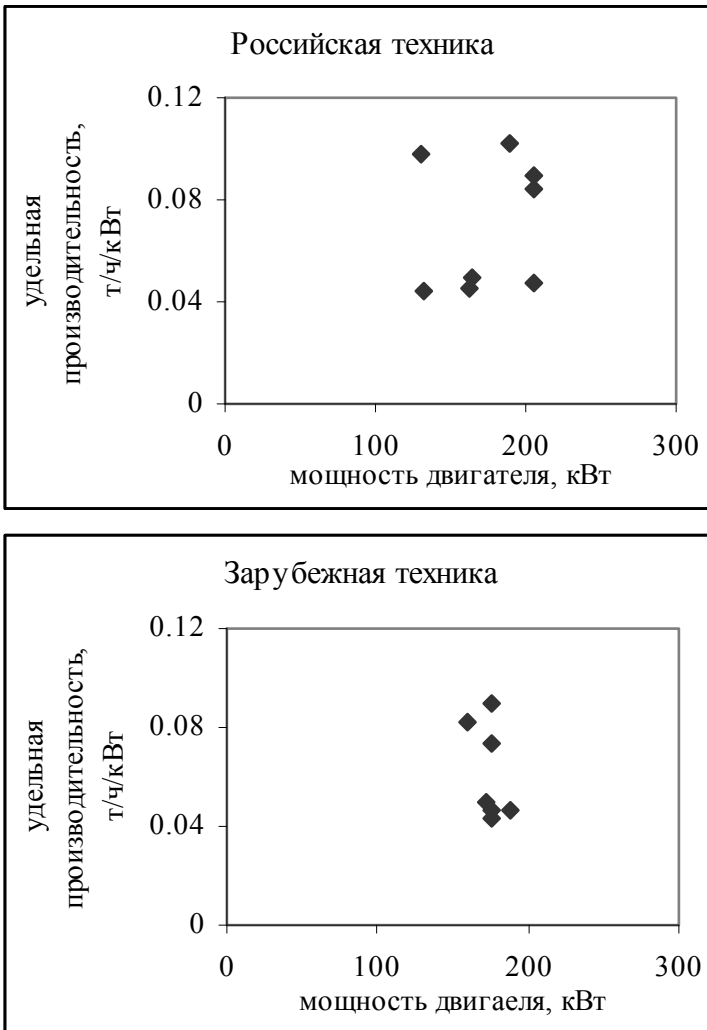 Российская техника
удельная
производительность,
т/ч/кВт
0.12
0.08
0.04
0
0
100
200
300
мощность двигателя, кВт
Зарубежная техника
удельная
производительность,
т/ч/кВт
0.12
0.08
0.04
0
0
100
200
300
мощность двигаеля, кВт